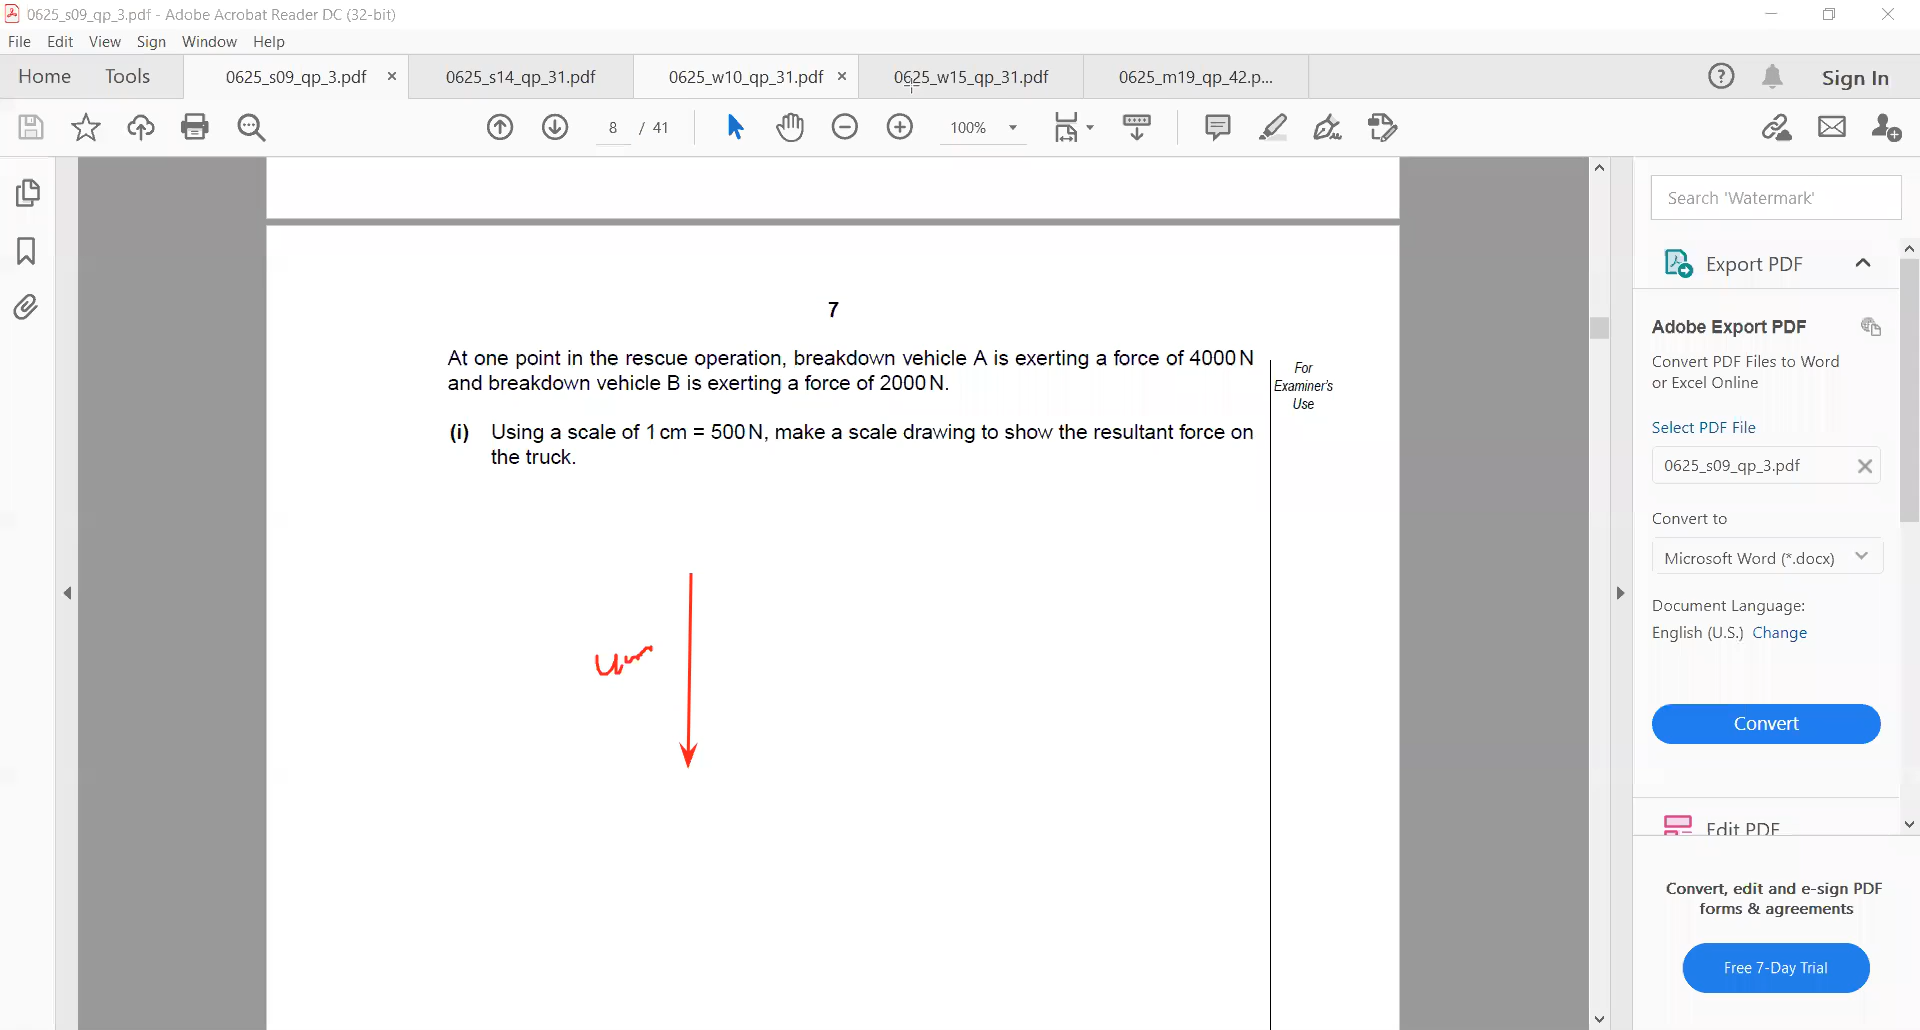 0625_s09_qp_3.pdf - Adobe Acrobat Reader DC (32-bit)
File Edit View Sign Window Help
Home Tools 0625_s09_qp_3.pdf 0625_s14_qp_31.pdf 0625_w10_qp_31.pdf 0625_w15_qp_31.pdf 0625_m19_qp_42.p... Sign In
8 / 41 100%
7
At one point in the rescue operation, breakdown vehicle A is exerting a force of 4000 N
and breakdown vehicle B is exerting a force of 2000 N.
For
Examiner's
Use
(i) Using a scale of 1 cm = 500 N, make a scale drawing to show the resultant force on
the truck.
Search 'Watermark'
Export PDF
Adobe Export PDF
Convert PDF Files to Word
or Excel Online
Select PDF File
0625_s09_qp_3.pdf
Convert to
Microsoft Word (*.docx)
Document Language:
English (U.S.) Change
Convert
Edit PDF
Convert, edit and e-sign PDF
forms & agreements
Free 7-Day Trial